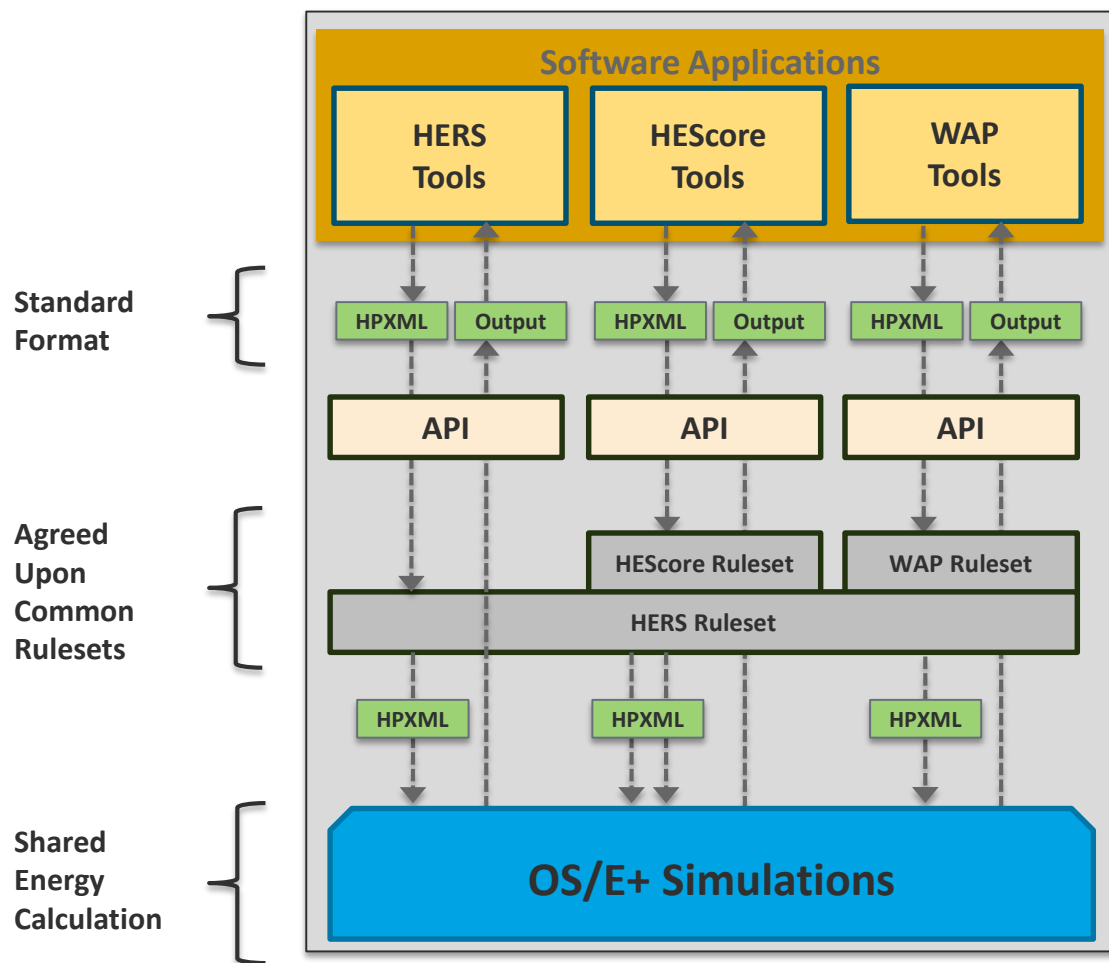 Software Applications
HERS
Tools
HEScore
Tools
WAP
Tools
Standard
Format
HPXML
Output
HPXML
Output
HPXML
Output
API
API
API
Agreed
Upon
Common
Rulesets
HEScore Ruleset
WAP Ruleset
HERS Ruleset
HPXML
HPXML
HPXML
Shared
Energy
Calculation
OS/E+ Simulations